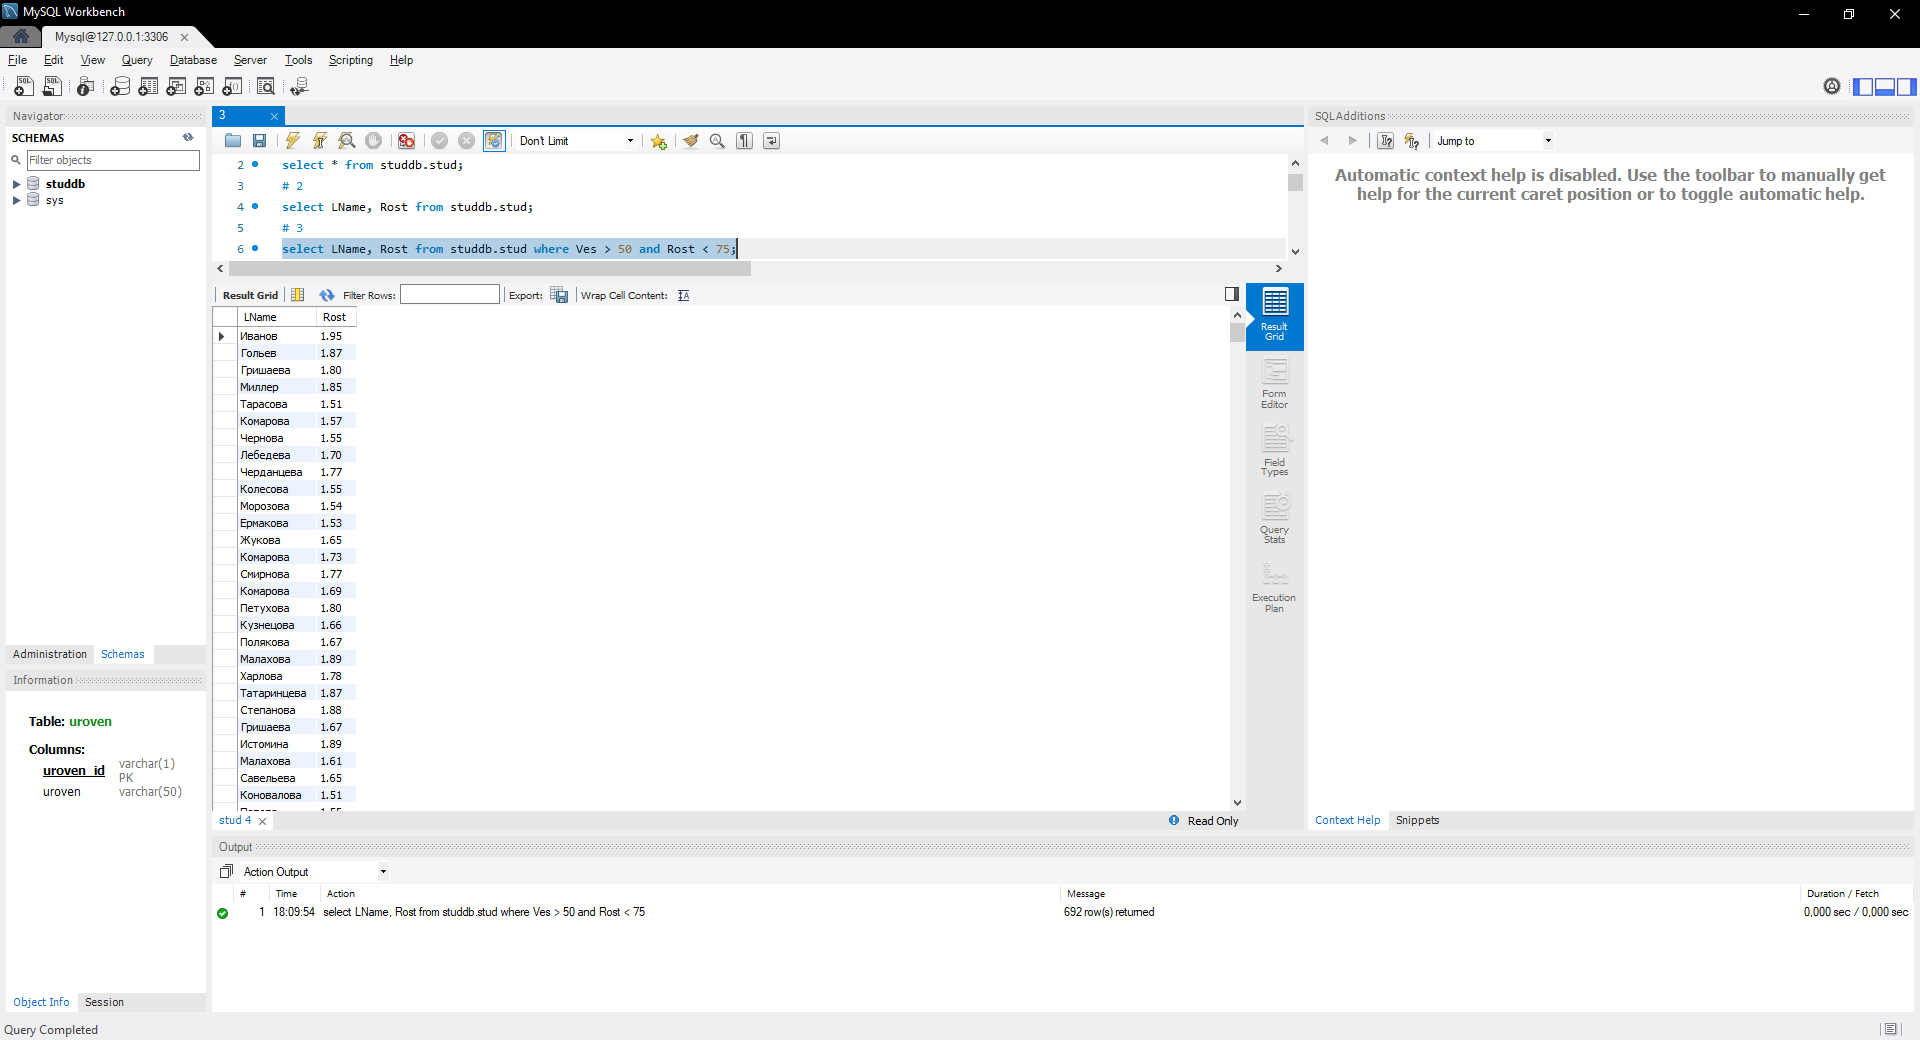 MySQL Workbench
Mysql@127.0.0.1:3306
File Edit View Query Database Server Tools Scripting Help
Navigator
SCHEMAS
Filter objects
studdb
sys
Administration Schemas
Information
Table: uroven
Columns:
uroven_id varchar(1) PK
uroven varchar(50)
Object Info Session
3
Don't Limit
2 select * from studdb.stud;
3 # 2
4 select LName, Rost from studdb.stud;
5 # 3
6 select LName, Rost from studdb.stud where Ves > 50 and Rost < 75;
Result Grid Filter Rows: Export: Wrap Cell Content:
LName Rost
Иванов 1.95
Гольев 1.87
Гришаева 1.80
Миллер 1.85
Тарасова 1.51
Комарова 1.57
Чернова 1.55
Лебедева 1.70
Черданцева 1.77
Колесова 1.55
Морозова 1.54
Ермакова 1.53
Жукова 1.65
Комарова 1.73
Смирнова 1.77
Комарова 1.69
Петухова 1.80
Кузнецова 1.66
Полякова 1.67
Малахова 1.89
Харлова 1.78
Татаринцева 1.87
Степанова 1.88
Гришаева 1.67
Истомина 1.89
Малахова 1.61
Савельева 1.65
Коновалова 1.51
Result Grid
Form Editor
Field Types
Query Stats
Execution Plan
stud 4
Read Only
SQLAdditions
Jump to
Automatic context help is disabled. Use the toolbar to manually get
help for the current caret position or to toggle automatic help.
Context Help Snippets
Output
Action Output
# Time Action Message Duration / Fetch
1 18:09:54 select LName, Rost from studdb.stud where Ves > 50 and Rost < 75 692 row(s) returned 0,000 sec / 0,000 sec
Query Completed